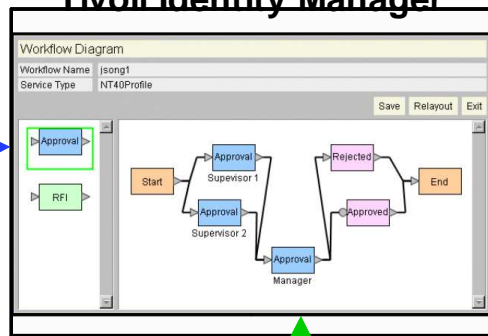 Tivoli Identity Manager
Workflow Diagram
Workflow Name jsong1
Service Type NT40Profile
Save Relayout Exit
Approval
RFI
Start
Approval
Supevisor 1
Approval
Supervisor 2
Approval
Manager
Rejected
Approved
End